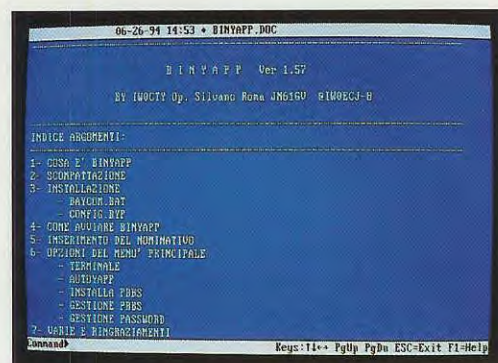 06-26-94 14:53 ♦ BINYAPP.DOC
B I N Y A P P Ver 1.57
BY IW0CTY Op. Silvano Roma JN61GV @IW0ECJ-8
INDICE ARGOMENTI:
1- COSA E' BINYAPP
2- SCOMPATTAZIONE
3- INSTALLAZIONE
- BAYCOM.BAT
- CONFIG.BYP
4- COME AVVIARE BINYAPP
5- INSERIMENTO DEL NOMINATIVO
6- OPZIONI DEL MENU' PRINCIPALE
- TERMINALE
- AUTOYAPP
- INSTALLA PBBS
- GESTIONE PBBS
- GESTIONE PASSWORD
7- VARIE E RINGRAZIAMENTI
Command► Keys:↑↓←→ PgUp PgDn ESC=Exit F1=Help